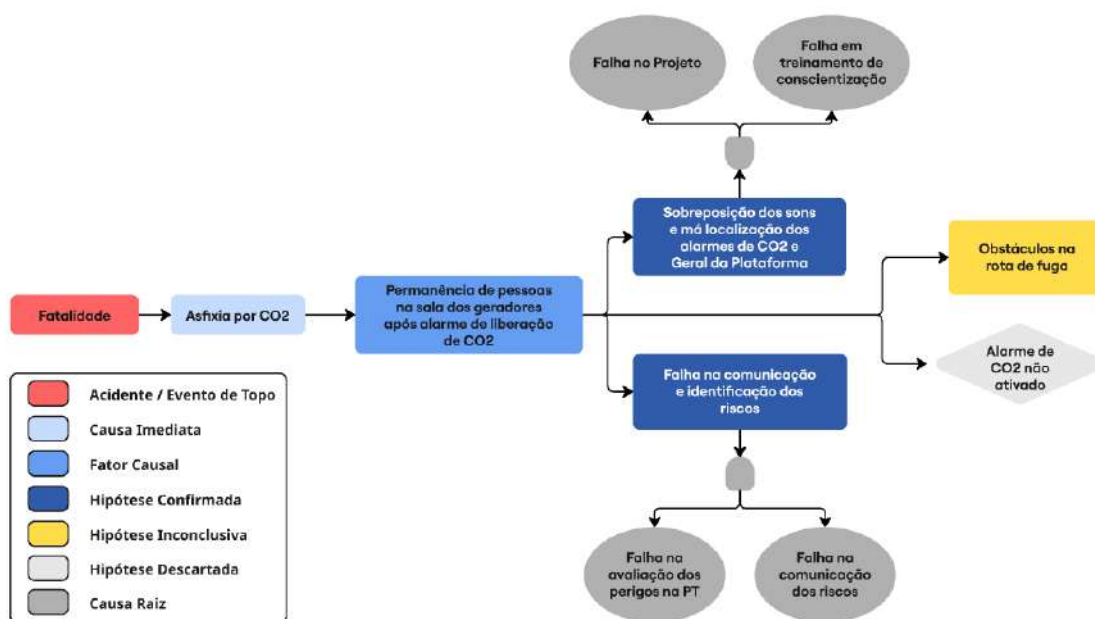 Falha no Projeto
Falha em
treinamento de
conscientização
Sobreposição dos sons
e má localização dos
alarmes de CO2 e
Geral da Plataforma
Obstáculos na
rota de fuga
Fatalidade
Asfixia por CO2
Permanência de pessoas
na sala dos geradores
após alarme de liberação
de CO2
Alarme de
CO2 não
ativado
Falha na comunicação
e identificação dos
riscos
Falha na
avaliação dos
perigos na PT
Falha na
comunicação
dos riscos
Acidente / Evento de Topo
Causa Imediata
Fator Causal
Hipótese Confirmada
Hipótese Inconclusiva
Hipótese Descartada
Causa Raiz